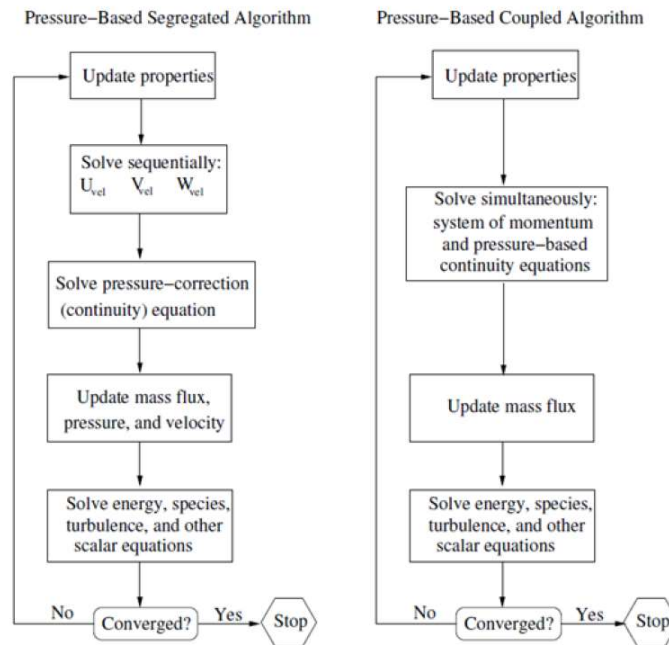 Pressure−Based Segregated Algorithm
Update properties
Solve sequentially:
U_vel V_vel W_vel
Solve pressure−correction
(continuity) equation
Update mass flux,
pressure, and velocity
Solve energy, species,
turbulence, and other
scalar equations
No
Converged?
Yes
Stop
Pressure−Based Coupled Algorithm
Update properties
Solve simultaneously:
system of momentum
and pressure−based
continuity equations
Update mass flux
Solve energy, species,
turbulence, and other
scalar equations
No
Converged?
Yes
Stop